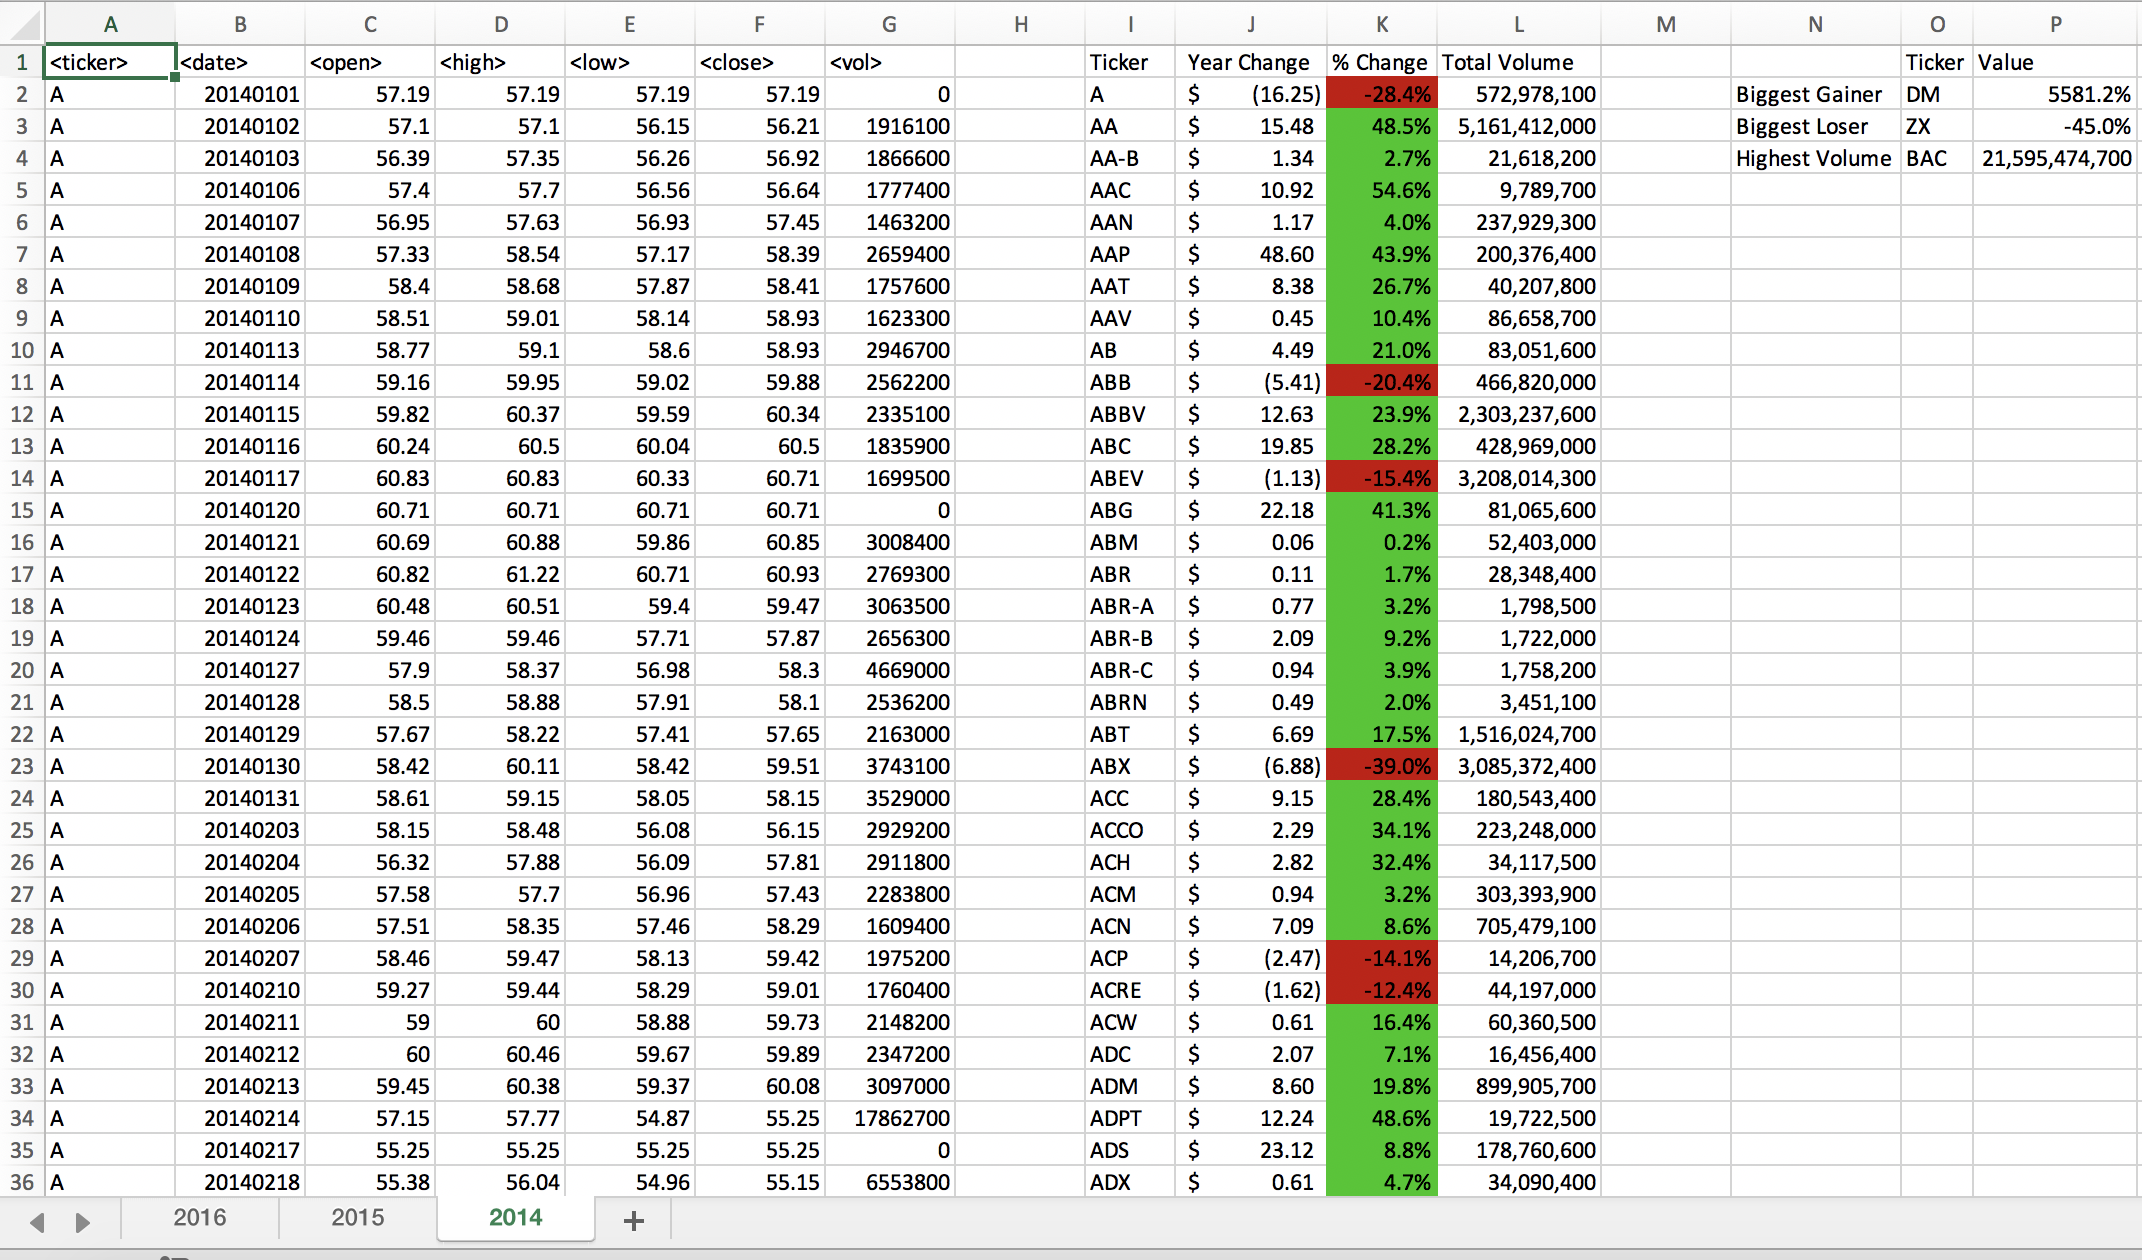 A B C D E F G H I J K L M N O P
1 <ticker> <date> <open> <high> <low> <close> <vol> Ticker Year Change % Change Total Volume Ticker Value
2 A 20140101 57.19 57.19 57.19 57.19 0 A $ (16.25) -28.4% 572,978,100 Biggest Gainer DM 5581.2%
3 A 20140102 57.1 57.1 56.15 56.21 1916100 AA $ 15.48 48.5% 5,161,412,000 Biggest Loser ZX -45.0%
4 A 20140103 56.39 57.35 56.26 56.92 1866600 AA-B $ 1.34 2.7% 21,618,200 Highest Volume BAC 21,595,474,700
5 A 20140106 57.4 57.7 56.56 56.64 1777400 AAC $ 10.92 54.6% 9,789,700
6 A 20140107 56.95 57.63 56.93 57.45 1463200 AAN $ 1.17 4.0% 237,929,300
7 A 20140108 57.33 58.54 57.17 58.39 2659400 AAP $ 48.60 43.9% 200,376,400
8 A 20140109 58.4 58.68 57.87 58.41 1757600 AAT $ 8.38 26.7% 40,207,800
9 A 20140110 58.51 59.01 58.14 58.93 1623300 AAV $ 0.45 10.4% 86,658,700
10 A 20140113 58.77 59.1 58.6 58.93 2946700 AB $ 4.49 21.0% 83,051,600
11 A 20140114 59.16 59.95 59.02 59.88 2562200 ABB $ (5.41) -20.4% 466,820,000
12 A 20140115 59.82 60.37 59.59 60.34 2335100 ABBV $ 12.63 23.9% 2,303,237,600
13 A 20140116 60.24 60.5 60.04 60.5 1835900 ABC $ 19.85 28.2% 428,969,000
14 A 20140117 60.83 60.83 60.33 60.71 1699500 ABEV $ (1.13) -15.4% 3,208,014,300
15 A 20140120 60.71 60.71 60.71 60.71 0 ABG $ 22.18 41.3% 81,065,600
16 A 20140121 60.69 60.88 59.86 60.85 3008400 ABM $ 0.06 0.2% 52,403,000
17 A 20140122 60.82 61.22 60.71 60.93 2769300 ABR $ 0.11 1.7% 28,348,400
18 A 20140123 60.48 60.51 59.4 59.47 3063500 ABR-A $ 0.77 3.2% 1,798,500
19 A 20140124 59.46 59.46 57.71 57.87 2656300 ABR-B $ 2.09 9.2% 1,722,000
20 A 20140127 57.9 58.37 56.98 58.3 4669000 ABR-C $ 0.94 3.9% 1,758,200
21 A 20140128 58.5 58.88 57.91 58.1 2536200 ABRN $ 0.49 2.0% 3,451,100
22 A 20140129 57.67 58.22 57.41 57.65 2163000 ABT $ 6.69 17.5% 1,516,024,700
23 A 20140130 58.42 60.11 58.42 59.51 3743100 ABX $ (6.88) -39.0% 3,085,372,400
24 A 20140131 58.61 59.15 58.05 58.15 3529000 ACC $ 9.15 28.4% 180,543,400
25 A 20140203 58.15 58.48 56.08 56.15 2929200 ACCO $ 2.29 34.1% 223,248,000
26 A 20140204 56.32 57.88 56.09 57.81 2911800 ACH $ 2.82 32.4% 34,117,500
27 A 20140205 57.58 57.7 56.96 57.43 2283800 ACM $ 0.94 3.2% 303,393,900
28 A 20140206 57.51 58.35 57.46 58.29 1609400 ACN $ 7.09 8.6% 705,479,100
29 A 20140207 58.46 59.47 58.13 59.42 1975200 ACP $ (2.47) -14.1% 14,206,700
30 A 20140210 59.27 59.44 58.29 59.01 1760400 ACRE $ (1.62) -12.4% 44,197,000
31 A 20140211 59 60 58.88 59.73 2148200 ACW $ 0.61 16.4% 60,360,500
32 A 20140212 60 60.46 59.67 59.89 2347200 ADC $ 2.07 7.1% 16,456,400
33 A 20140213 59.45 60.38 59.37 60.08 3097000 ADM $ 8.60 19.8% 899,905,700
34 A 20140214 57.15 57.77 54.87 55.25 17862700 ADPT $ 12.24 48.6% 19,722,500
35 A 20140217 55.25 55.25 55.25 55.25 0 ADS $ 23.12 8.8% 178,760,600
36 A 20140218 55.38 56.04 54.96 55.15 6553800 ADX $ 0.61 4.7% 34,090,400
2016 2015 2014 +